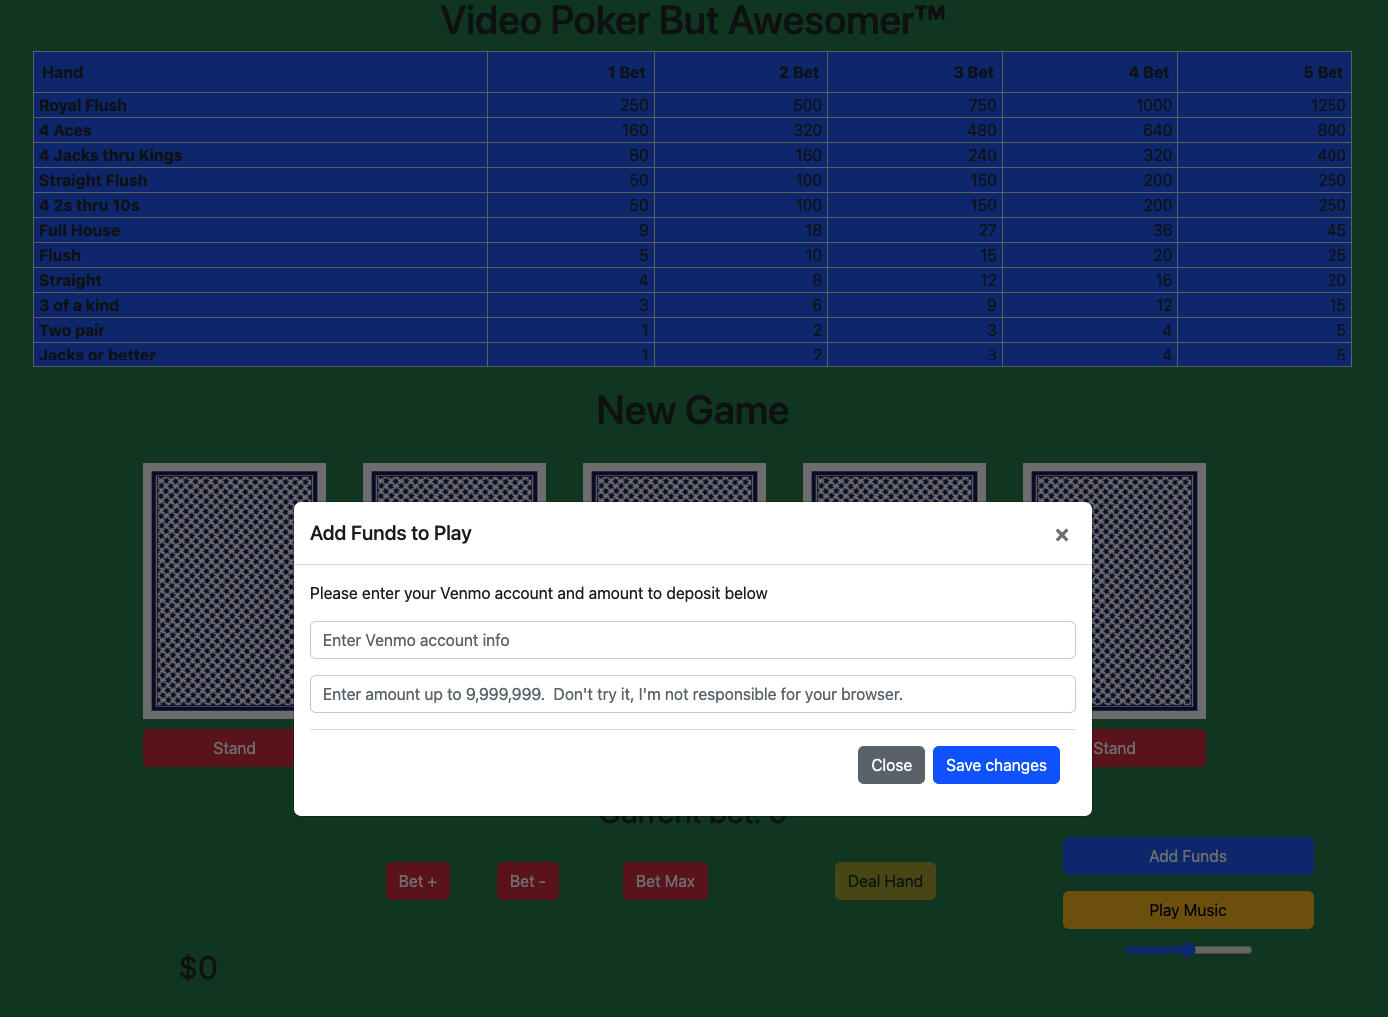 Video Poker But Awesomer™
Hand 1 Bet 2 Bet 3 Bet 4 Bet 5 Bet
Royal Flush 250 500 750 1000 1250
4 Aces 160 320 480 640 800
4 Jacks thru Kings 80 160 240 320 400
Straight Flush 50 100 150 200 250
4 2s thru 10s 50 100 150 200 250
Full House 9 18 27 36 45
Flush 5 10 15 20 25
Straight 4 8 12 16 20
3 of a kind 3 6 9 12 15
Two pair 1 2 3 4 5
Jacks or better 1 2 3 4 5
New Game
Add Funds to Play ×
Please enter your Venmo account and amount to deposit below
Enter Venmo account info
Enter amount up to 9,999,999. Don't try it, I'm not responsible for your browser.
Stand Stand
Close Save changes
Current bet: 0
Add Funds
Bet + Bet - Bet Max Deal Hand
Play Music
$0